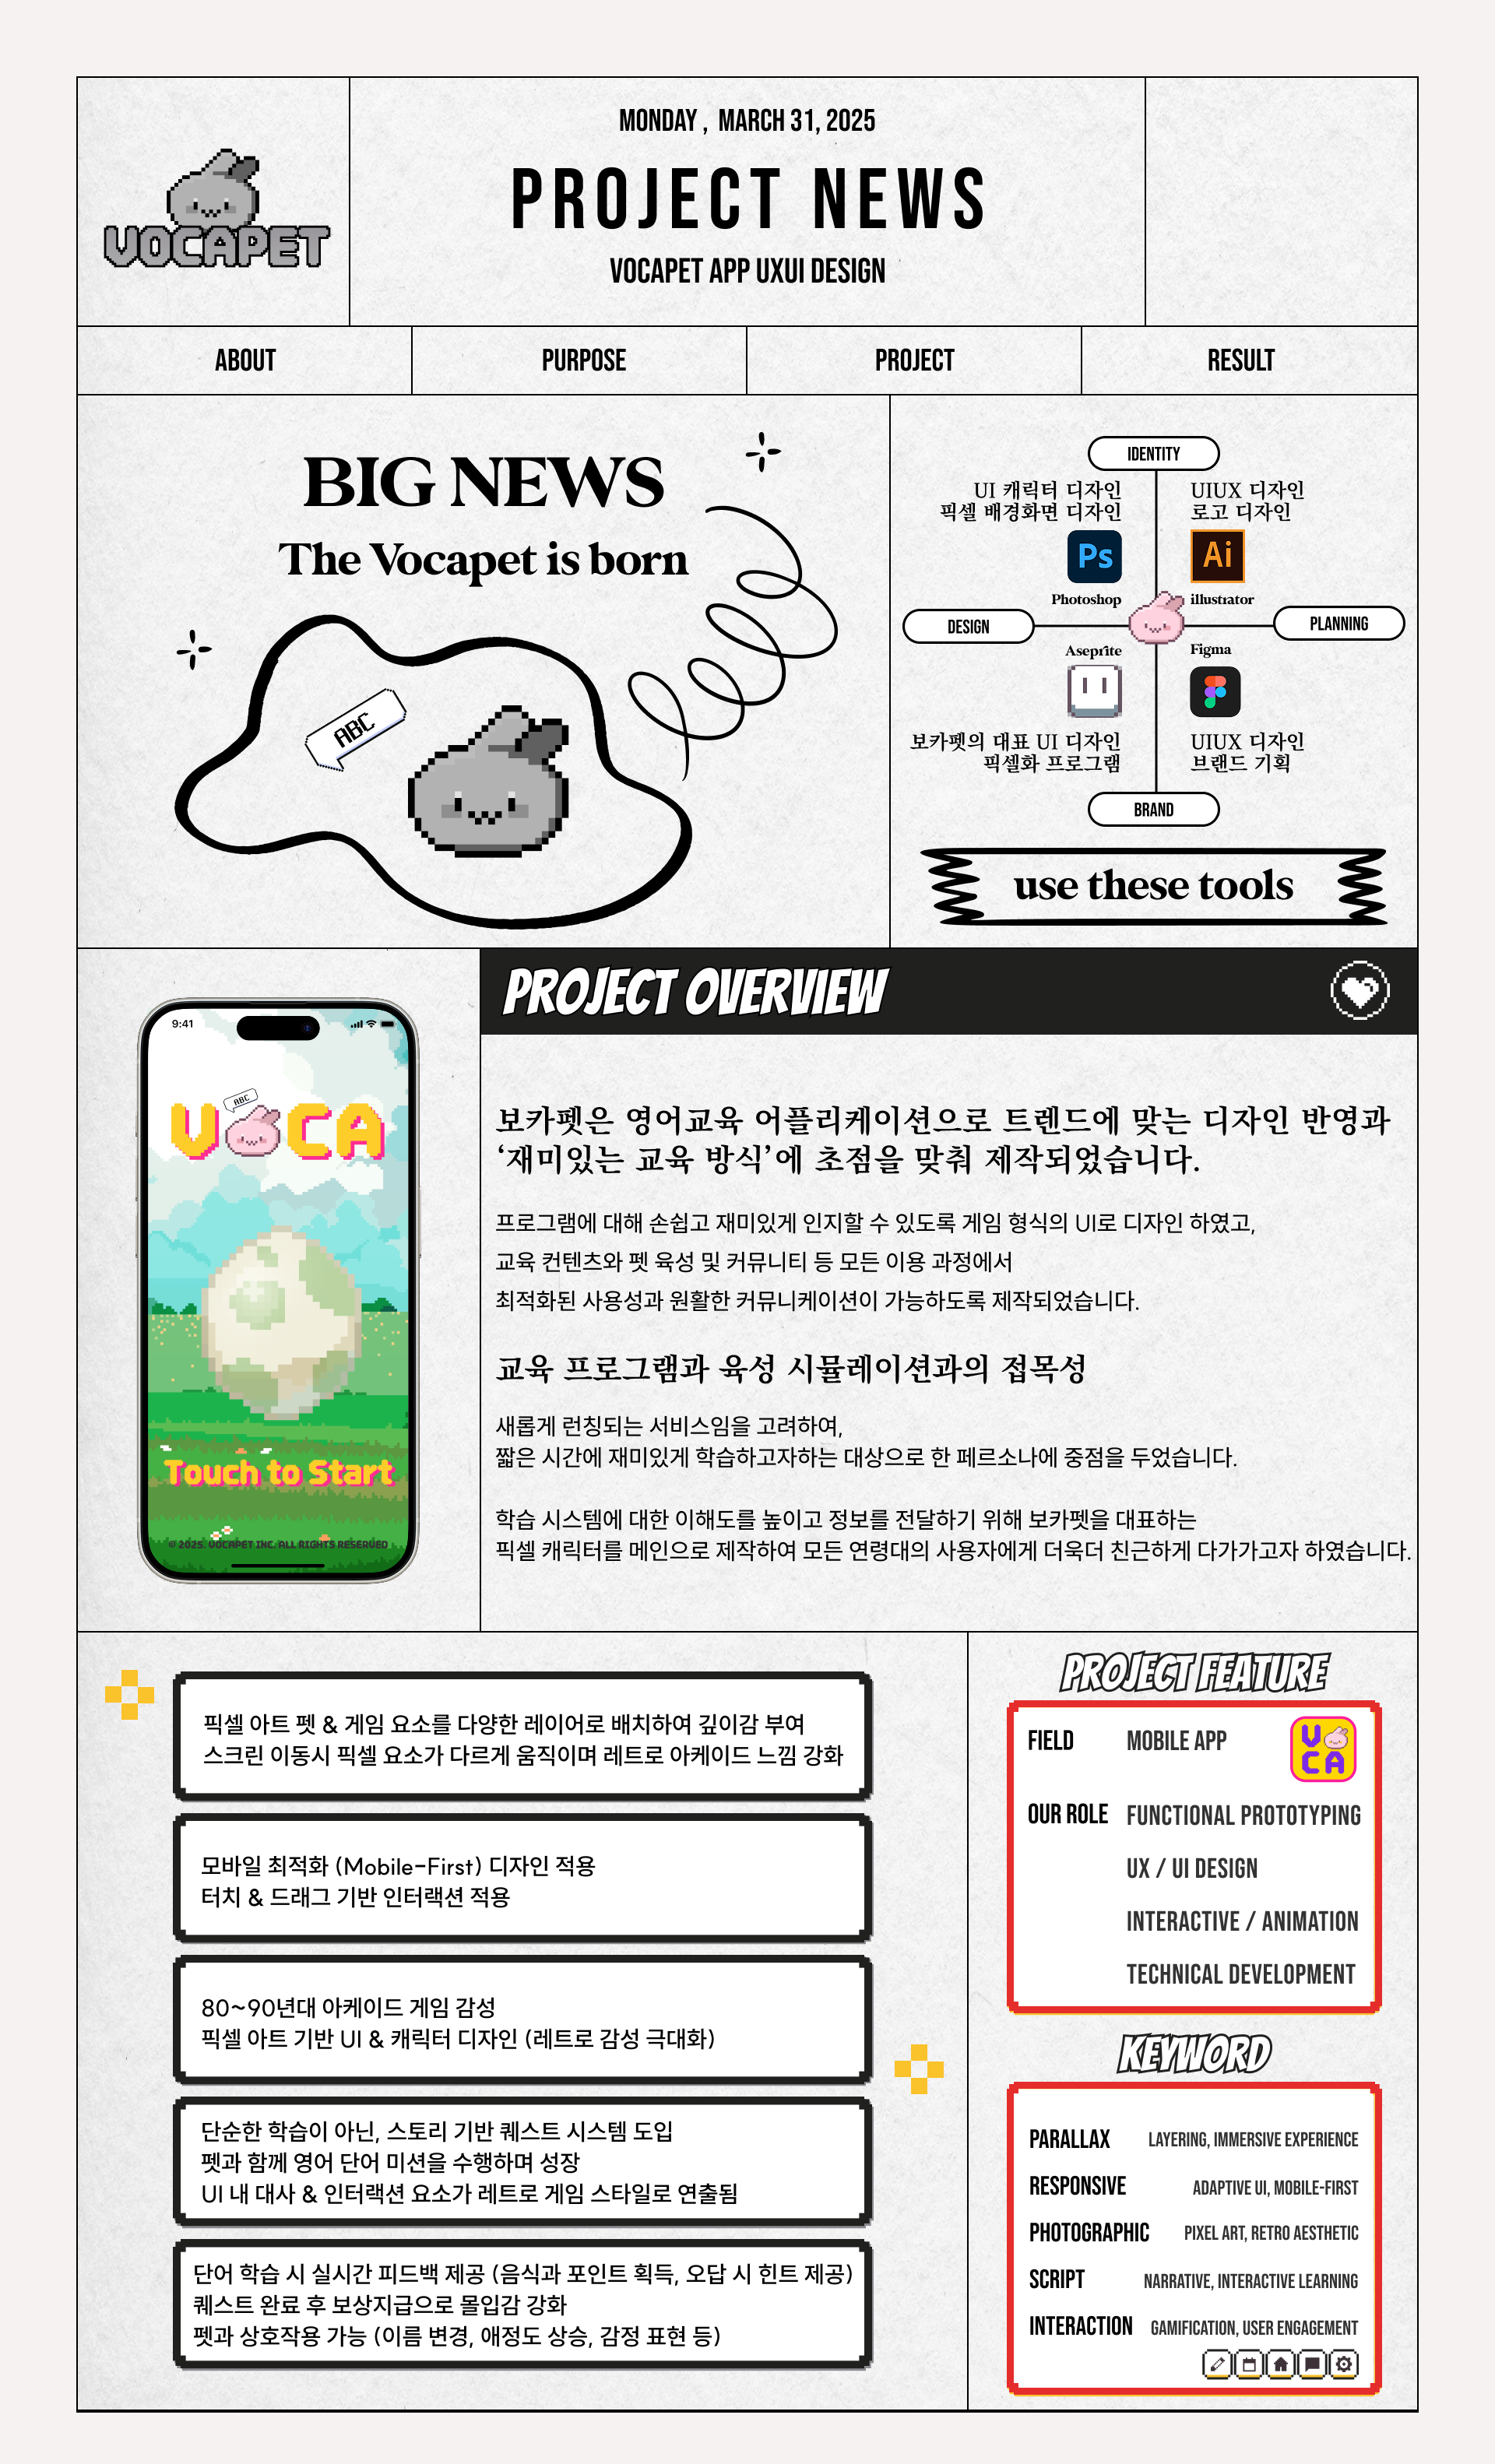 VOCAPET
MONDAY , MARCH 31, 2025
PROJECT NEWS
VOCAPET APP UXUI DESIGN
ABOUT
PURPOSE
PROJECT
RESULT
BIG NEWS
The Vocapet is born
ABC
IDENTITY
UI 캐릭터 디자인
픽셀 배경화면 디자인
Ps
Photoshop
UIUX 디자인
로고 디자인
Ai
illustrator
DESIGN
PLANNING
Aseprite
보카펫의 대표 UI 디자인
픽셀화 프로그램
Figma
UIUX 디자인
브랜드 기획
BRAND
use these tools
9:41
ABC
VOCA
Touch to Start
© 2025. VOCAPET INC. ALL RIGHTS RESERVED
PROJECT OVERVIEW
보카펫은 영어교육 어플리케이션으로 트렌드에 맞는 디자인 반영과
‘재미있는 교육 방식’에 초점을 맞춰 제작되었습니다.
프로그램에 대해 손쉽고 재미있게 인지할 수 있도록 게임 형식의 UI로 디자인 하였고,
교육 컨텐츠와 펫 육성 및 커뮤니티 등 모든 이용 과정에서
최적화된 사용성과 원활한 커뮤니케이션이 가능하도록 제작되었습니다.
교육 프로그램과 육성 시뮬레이션과의 접목성
새롭게 런칭되는 서비스임을 고려하여,
짧은 시간에 재미있게 학습하고자하는 대상으로 한 페르소나에 중점을 두었습니다.
학습 시스템에 대한 이해도를 높이고 정보를 전달하기 위해 보카펫을 대표하는
픽셀 캐릭터를 메인으로 제작하여 모든 연령대의 사용자에게 더욱더 친근하게 다가가고자 하였습니다.
픽셀 아트 펫 & 게임 요소를 다양한 레이어로 배치하여 깊이감 부여
스크린 이동시 픽셀 요소가 다르게 움직이며 레트로 아케이드 느낌 강화
모바일 최적화 (Mobile-First) 디자인 적용
터치 & 드래그 기반 인터랙션 적용
80~90년대 아케이드 게임 감성
픽셀 아트 기반 UI & 캐릭터 디자인 (레트로 감성 극대화)
단순한 학습이 아닌, 스토리 기반 퀘스트 시스템 도입
펫과 함께 영어 단어 미션을 수행하며 성장
UI 내 대사 & 인터랙션 요소가 레트로 게임 스타일로 연출됨
단어 학습 시 실시간 피드백 제공 (음식과 포인트 획득, 오답 시 힌트 제공)
퀘스트 완료 후 보상지급으로 몰입감 강화
펫과 상호작용 가능 (이름 변경, 애정도 상승, 감정 표현 등)
PROJECT FEATURE
FIELD MOBILE APP
V
CA
OUR ROLE FUNCTIONAL PROTOTYPING
UX / UI DESIGN
INTERACTIVE / ANIMATION
TECHNICAL DEVELOPMENT
KEYWORD
PARALLAX LAYERING, IMMERSIVE EXPERIENCE
RESPONSIVE ADAPTIVE UI, MOBILE-FIRST
PHOTOGRAPHIC PIXEL ART, RETRO AESTHETIC
SCRIPT NARRATIVE, INTERACTIVE LEARNING
INTERACTION GAMIFICATION, USER ENGAGEMENT